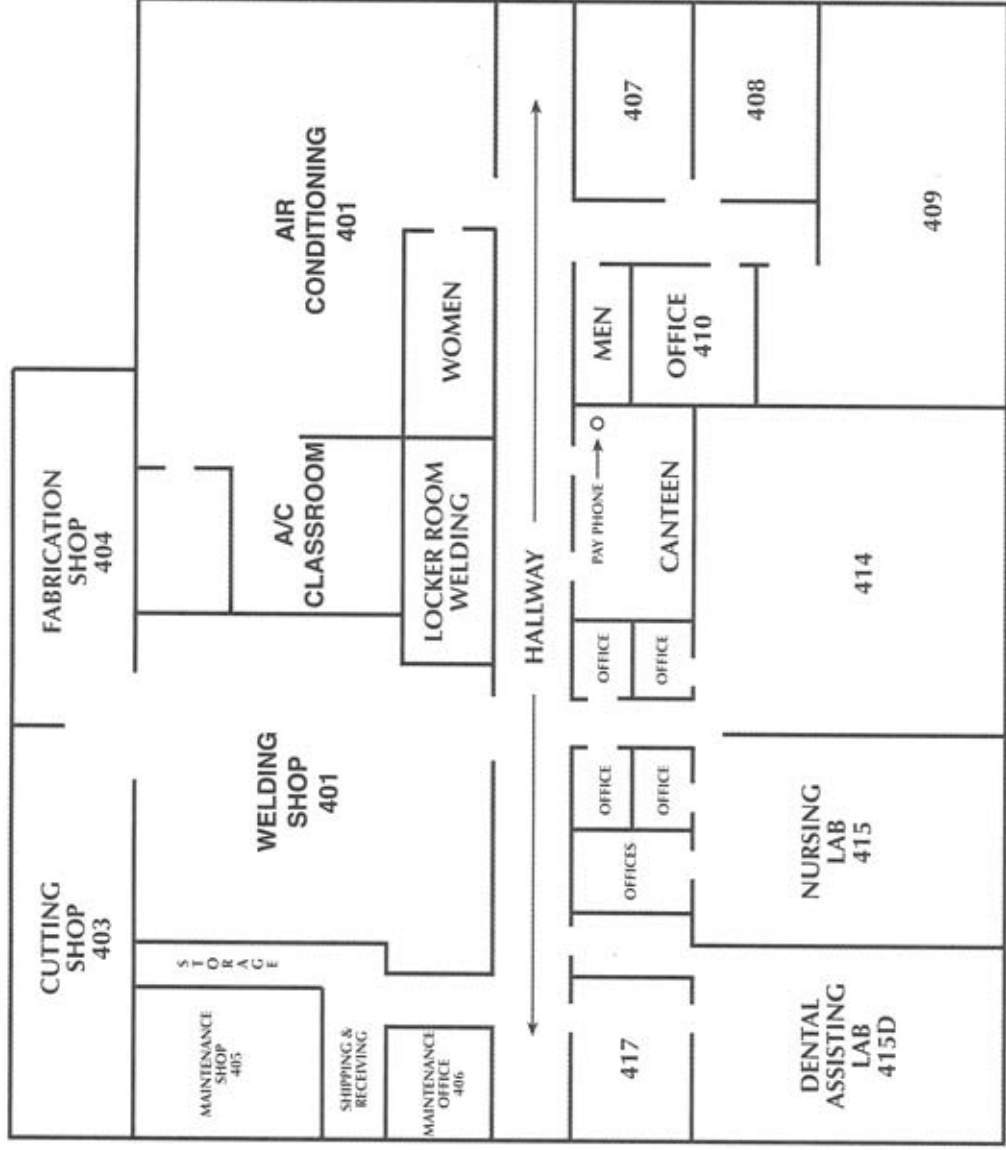 CUTTING
SHOP
403
FABRICATION
SHOP
404
MAINTENANCE
SHOP
405
STORAGE
WELDING
SHOP
401
A/C
CLASSROOM
AIR
CONDITIONING
401
SHIPPING &
RECEIVING
MAINTENANCE
OFFICE
406
LOCKER ROOM
WELDING
WOMEN
HALLWAY
417
OFFICES
OFFICE
OFFICE
OFFICE
OFFICE
PAY PHONE
CANTEEN
MEN
OFFICE
410
407
408
DENTAL
ASSISTING
LAB
415D
NURSING
LAB
415
414
409